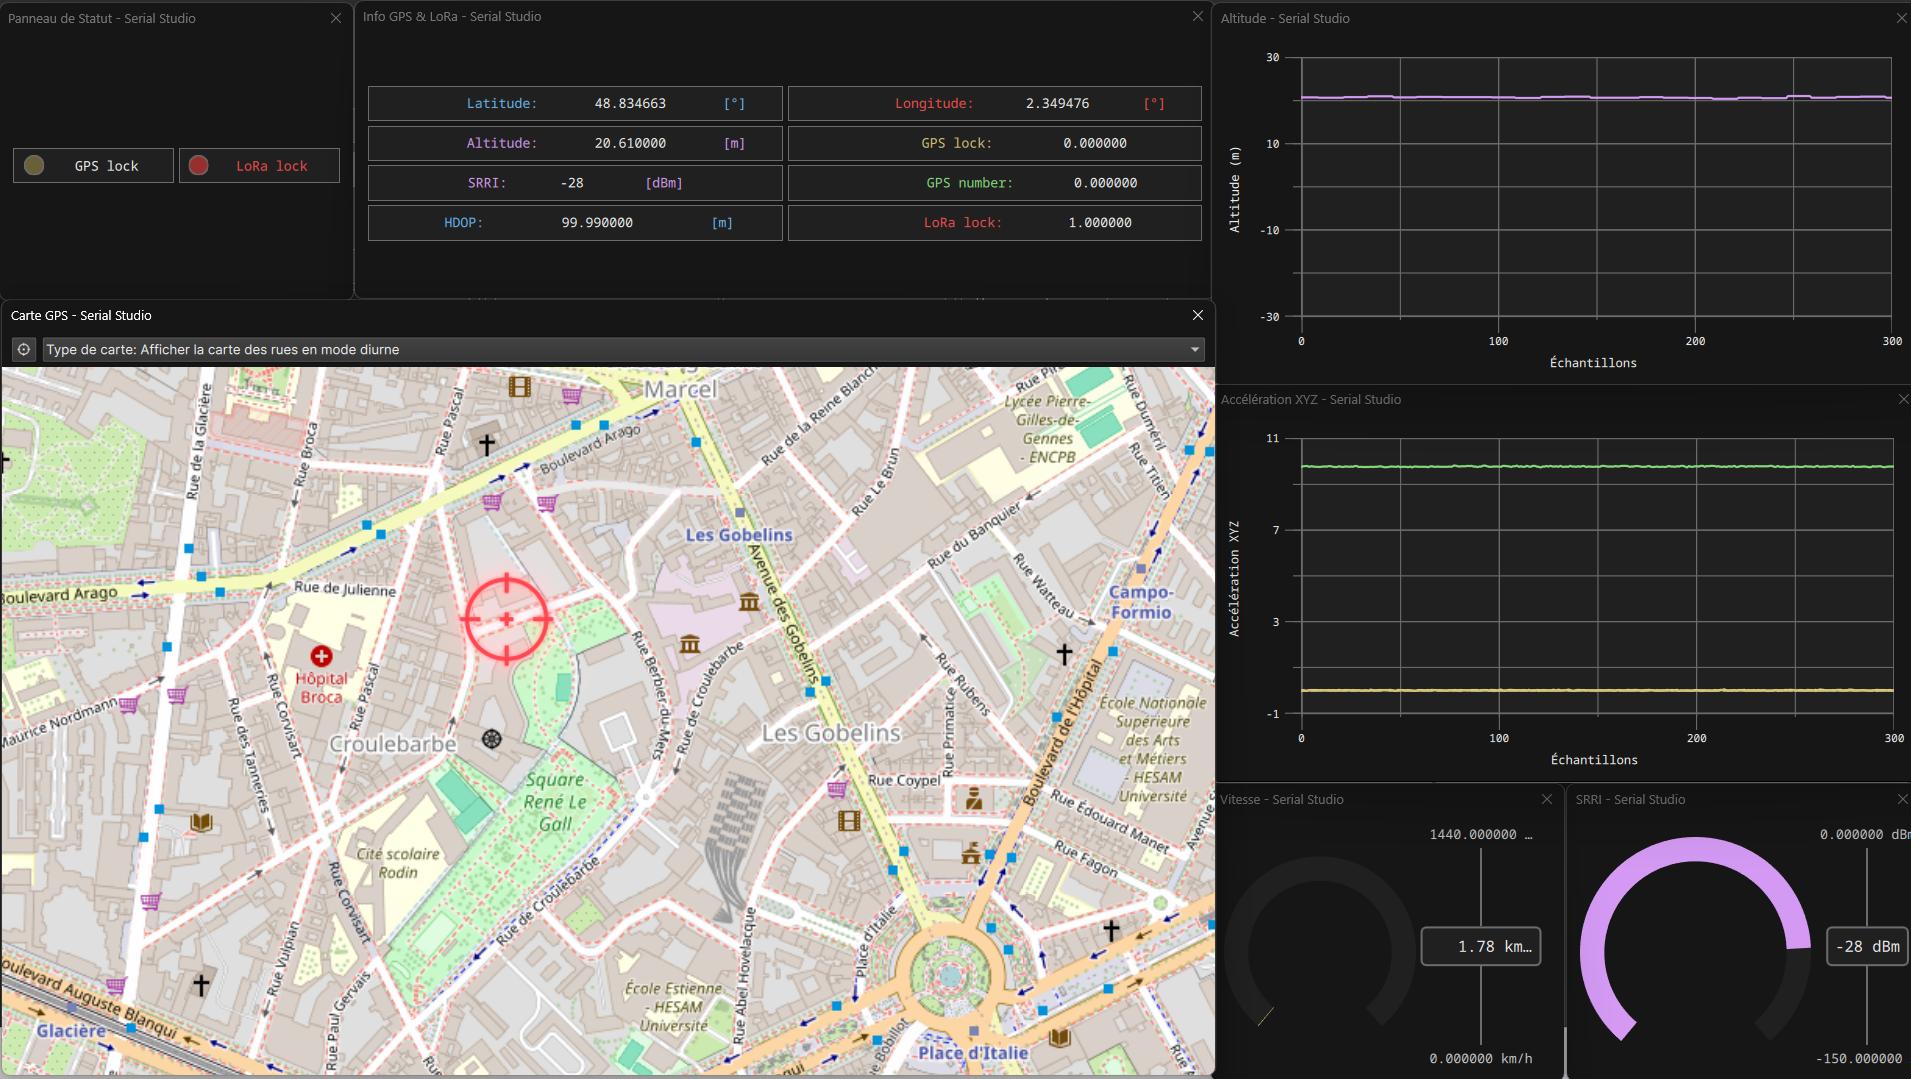 Panneau de Statut - Serial Studio
GPS lock
LoRa lock
Info GPS & LoRa - Serial Studio
Latitude: 48.834663 [°]
Longitude: 2.349476 [°]
Altitude: 20.610000 [m]
GPS lock: 0.000000
SRRI: -28 [dBm]
GPS number: 0.000000
HDOP: 99.990000 [m]
LoRa lock: 1.000000
Altitude - Serial Studio
30
10
-10
-30
Altitude (m)
0 100 200 300
Échantillons
Carte GPS - Serial Studio
Type de carte: Afficher la carte des rues en mode diurne
Marcel
Rue de la Glacière
Rue Broca
Rue Pascal
Boulevard Arago
Rue de la Reine Blanch
Rue Le Brun
Rue Pir
Lycée Pierre-
Gilles-de-
Gennes
- ENCPB
Rue Duméril
Rue Titien
Les Gobelins
Avenue des Gobelins
Rue du Banquier
Rue Watteau
Campo-
Formio
Boulevard Arago
Rue de Julienne
Hôpital
Broca
Rue Pascal
Rue Corvisart
Rue des Tanneries
Maurice Nordmann
Croulebarbe
Rue Berbier-du-Mets
Rue de Croulebarbe
Les Gobelins
Rue Rubens
Rue Primatice
Boulevard de l'Hôpital
École Nationale
Supérieure
des Arts
et Métiers
- HESAM
Université
Rue Coypel
Rue Édouard Manet
Avenue S
Rue Fagon
Square
René Le
Gall
Cité scolaire
Rodin
Rue Corvisart
Rue de Croulebarbe
Rue Vulpian
Rue Paul Gervais
oulevard Auguste Blanqui
Glacière
École Estienne
- HESAM
Université
Rue Abel Hovelacque
Place d'Italie
Rue Bobillot
Place d'Italie
nqui
Rue
Accélération XYZ - Serial Studio
11
7
3
-1
Accélération XYZ
0 100 200 300
Échantillons
Vitesse - Serial Studio
1440.000000 …
1.78 km…
0.000000 km/h
SRRI - Serial Studio
0.000000 dBm
-28 dBm
-150.000000